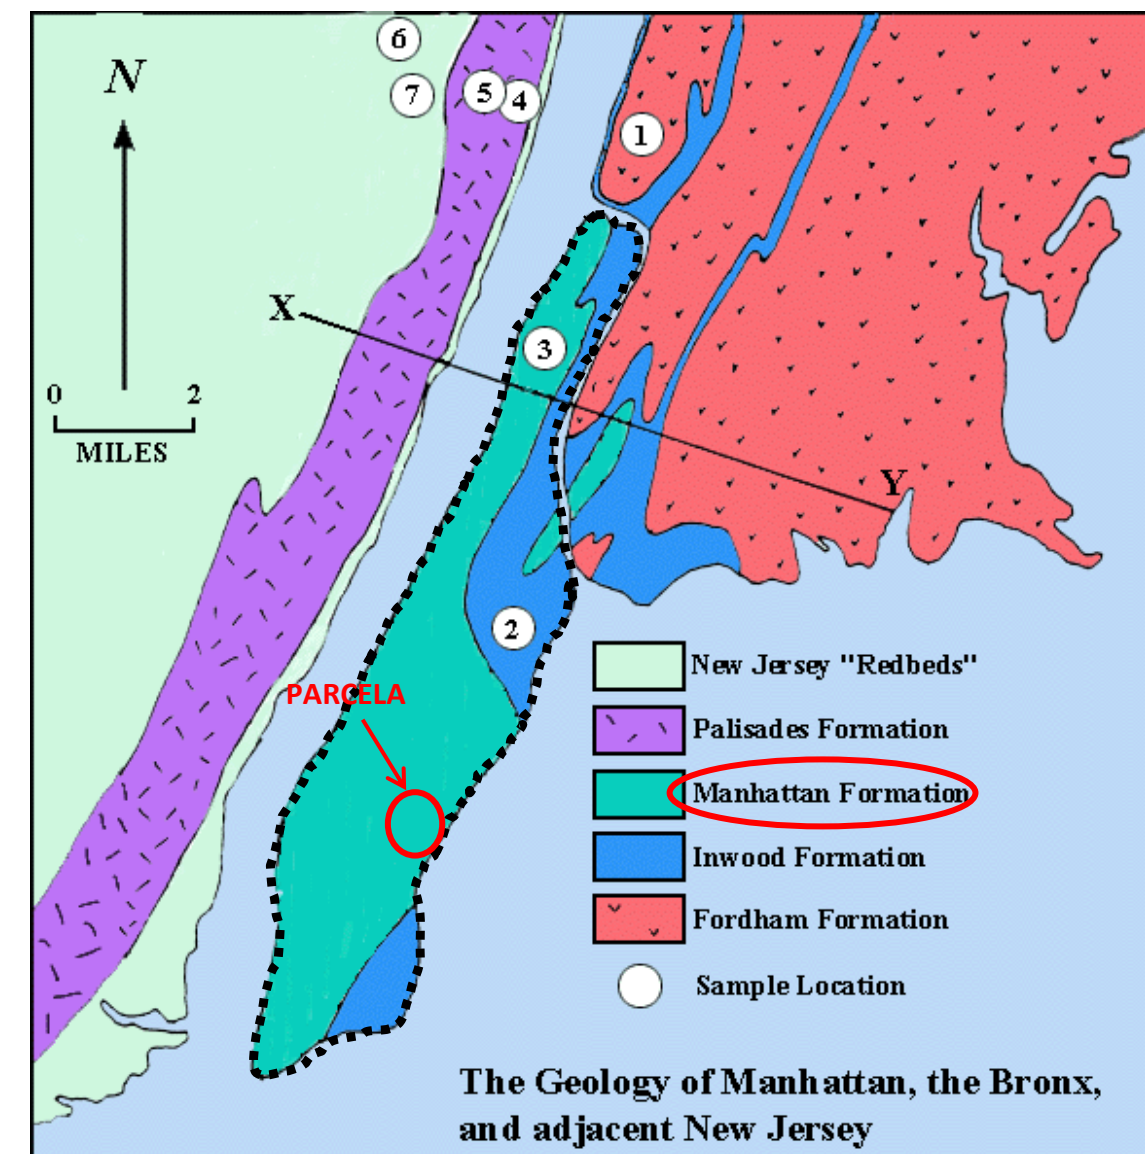 6
N
7
5
4
1
X
3
0 2
MILES
Y
2
PARCELA
New Jersey "Redbeds"
Palisades Formation
Manhattan Formation
Inwood Formation
Fordham Formation
Sample Location
The Geology of Manhattan, the Bronx,
and adjacent New Jersey